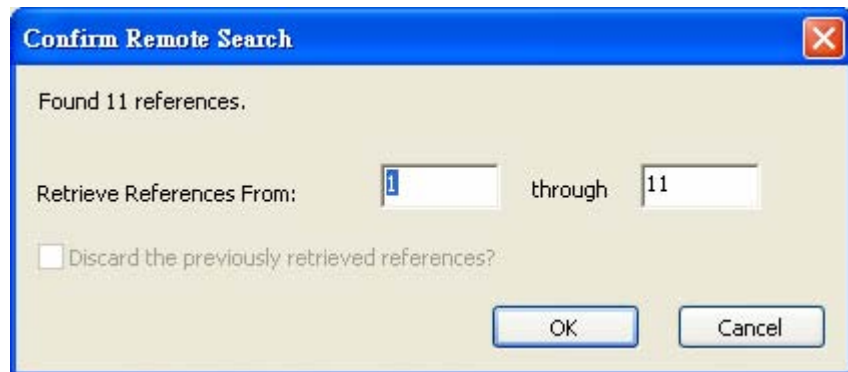 Confirm Remote Search
Found 11 references.
Retrieve References From: 1 through 11
Discard the previously retrieved references?
OK Cancel